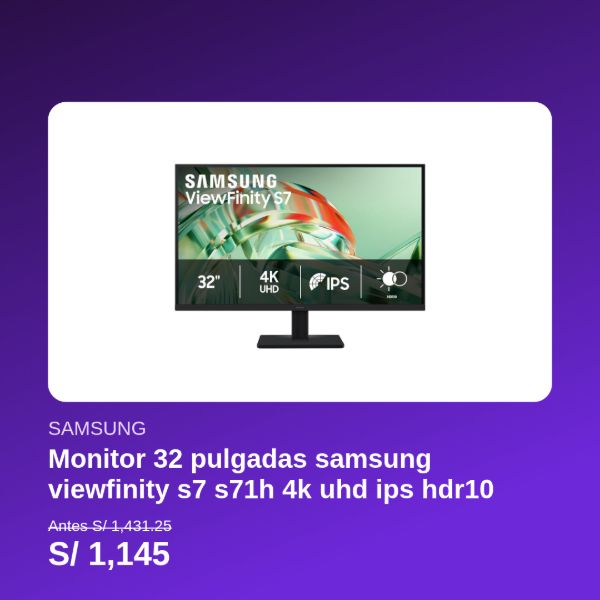 SAMSUNG
ViewFinity S7
32"
4K
UHD
IPS
HDR10
SAMSUNG
Monitor 32 pulgadas samsung
viewfinity s7 s71h 4k uhd ips hdr10
Antes S/ 1,431.25
S/ 1,145